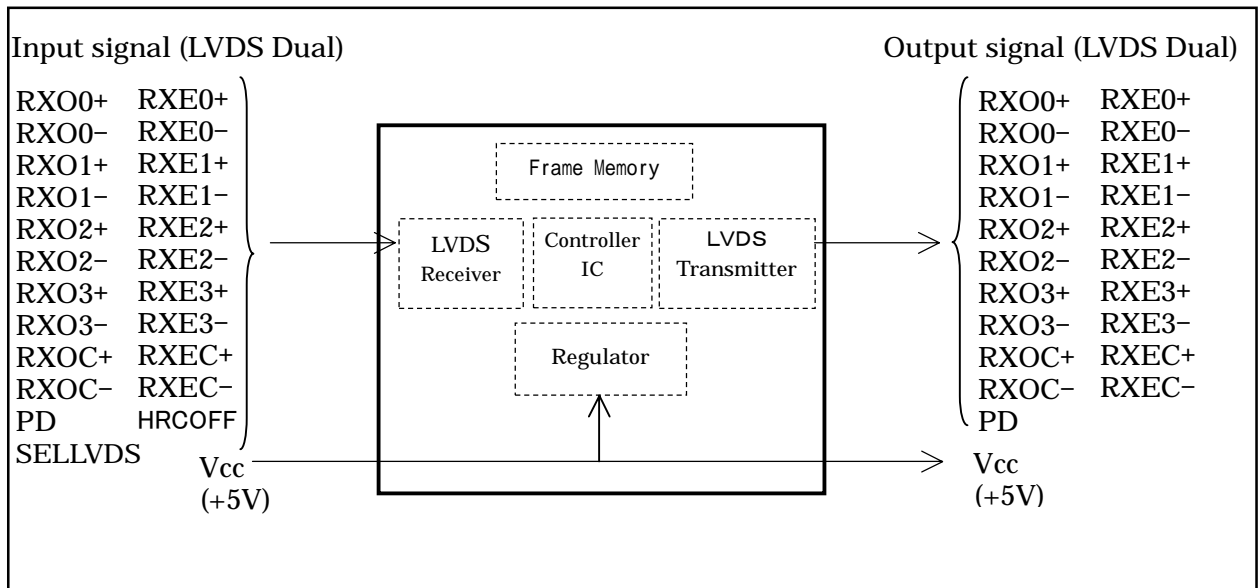 Input signal (LVDS Dual)
RXO0+ RXE0+
RXO0− RXE0−
RXO1+ RXE1+
RXO1− RXE1−
RXO2+ RXE2+
RXO2− RXE2−
RXO3+ RXE3+
RXO3− RXE3−
RXOC+ RXEC+
RXOC− RXEC−
PD HRCOFF
SELLVDS
Vcc
(+5V)
Frame Memory
LVDS
Receiver
Controller
IC
LVDS
Transmitter
Regulator
Output signal (LVDS Dual)
RXO0+ RXE0+
RXO0− RXE0−
RXO1+ RXE1+
RXO1− RXE1−
RXO2+ RXE2+
RXO2− RXE2−
RXO3+ RXE3+
RXO3− RXE3−
RXOC+ RXEC+
RXOC− RXEC−
PD
Vcc
(+5V)